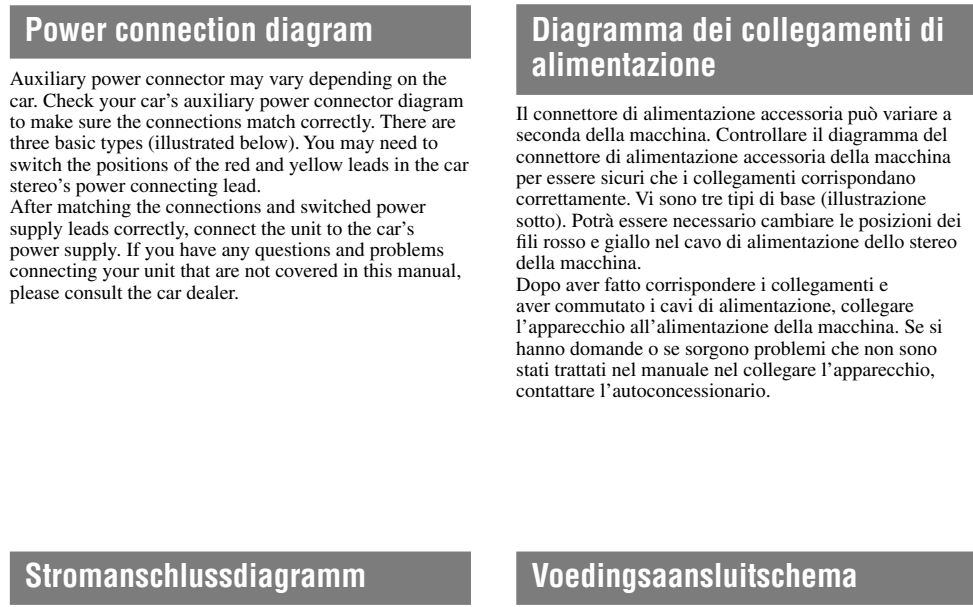 Power connection diagram
Auxiliary power connector may vary depending on the
car. Check your car’s auxiliary power connector diagram
to make sure the connections match correctly. There are
three basic types (illustrated below). You may need to
switch the positions of the red and yellow leads in the car
stereo’s power connecting lead.
After matching the connections and switched power
supply leads correctly, connect the unit to the car’s
power supply. If you have any questions and problems
connecting your unit that are not covered in this manual,
please consult the car dealer.
Diagramma dei collegamenti di
alimentazione
Il connettore di alimentazione accessoria può variare a
seconda della macchina. Controllare il diagramma del
connettore di alimentazione accessoria della macchina
per essere sicuri che i collegamenti corrispondano
correttamente. Vi sono tre tipi di base (illustrazione
sotto). Potrà essere necessario cambiare le posizioni dei
fili rosso e giallo nel cavo di alimentazione dello stereo
della macchina.
Dopo aver fatto corrispondere i collegamenti e
aver commutato i cavi di alimentazione, collegare
l’apparecchio all’alimentazione della macchina. Se si
hanno domande o se sorgono problemi che non sono
stati trattati nel manuale nel collegare l’apparecchio,
contattare l’autoconcessionario.
Stromanschlussdiagramm
Voedingsaansluitschema